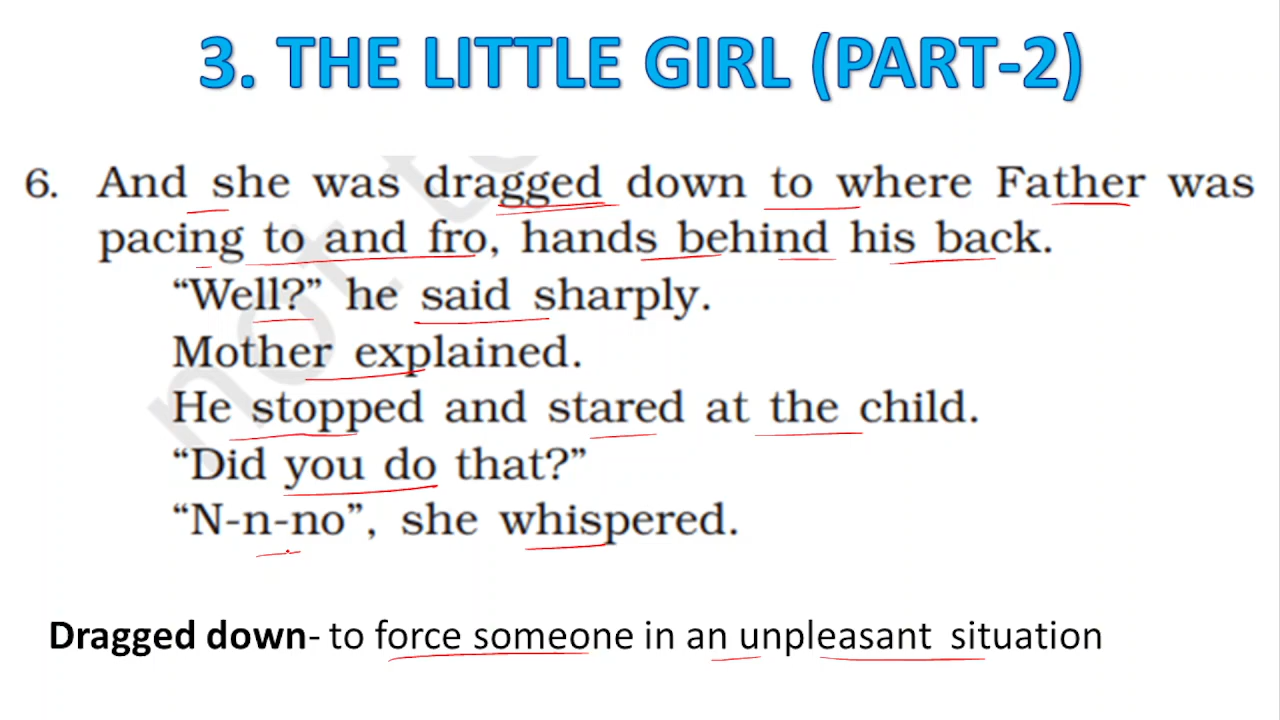 3. THE LITTLE GIRL (PART-2)
6. And she was dragged down to where Father was
pacing to and fro, hands behind his back.
“Well?” he said sharply.
Mother explained.
He stopped and stared at the child.
“Did you do that?”
“N-n-no”, she whispered.
Dragged down- to force someone in an unpleasant situation